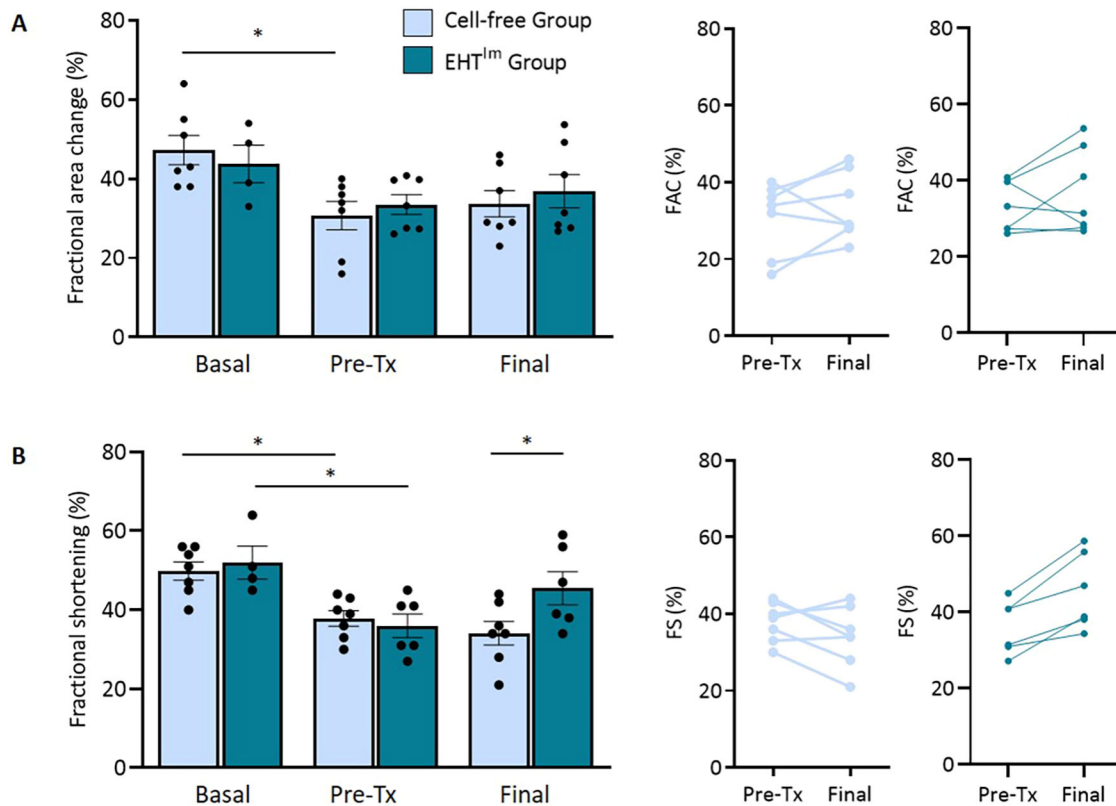 A
Fractional area change (%)
80
60
40
20
0
*
Cell-free Group
EHTᴵᵐ Group
Basal
Pre-Tx
Final
FAC (%)
80
60
40
20
0
Pre-Tx
Final
FAC (%)
80
60
40
20
0
Pre-Tx
Final
B
Fractional shortening (%)
80
60
40
20
0
*
*
*
Basal
Pre-Tx
Final
FS (%)
80
60
40
20
0
Pre-Tx
Final
FS (%)
80
60
40
20
0
Pre-Tx
Final